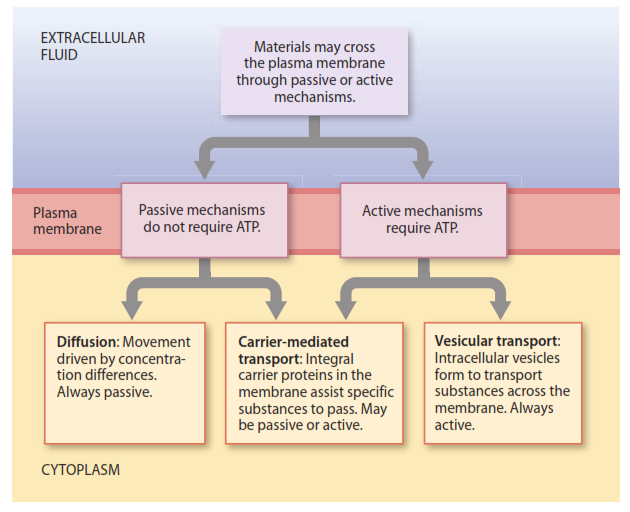 EXTRACELLULAR
FLUID
Materials may cross
the plasma membrane
through passive or active
mechanisms.
Plasma
membrane
Passive mechanisms
do not require ATP.
Active mechanisms
require ATP.
Diffusion: Movement
driven by concentra-
tion differences.
Always passive.
Carrier-mediated
transport: Integral
carrier proteins in the
membrane assist specific
substances to pass. May
be passive or active.
Vesicular transport:
Intracellular vesicles
form to transport
substances across the
membrane. Always
active.
CYTOPLASM